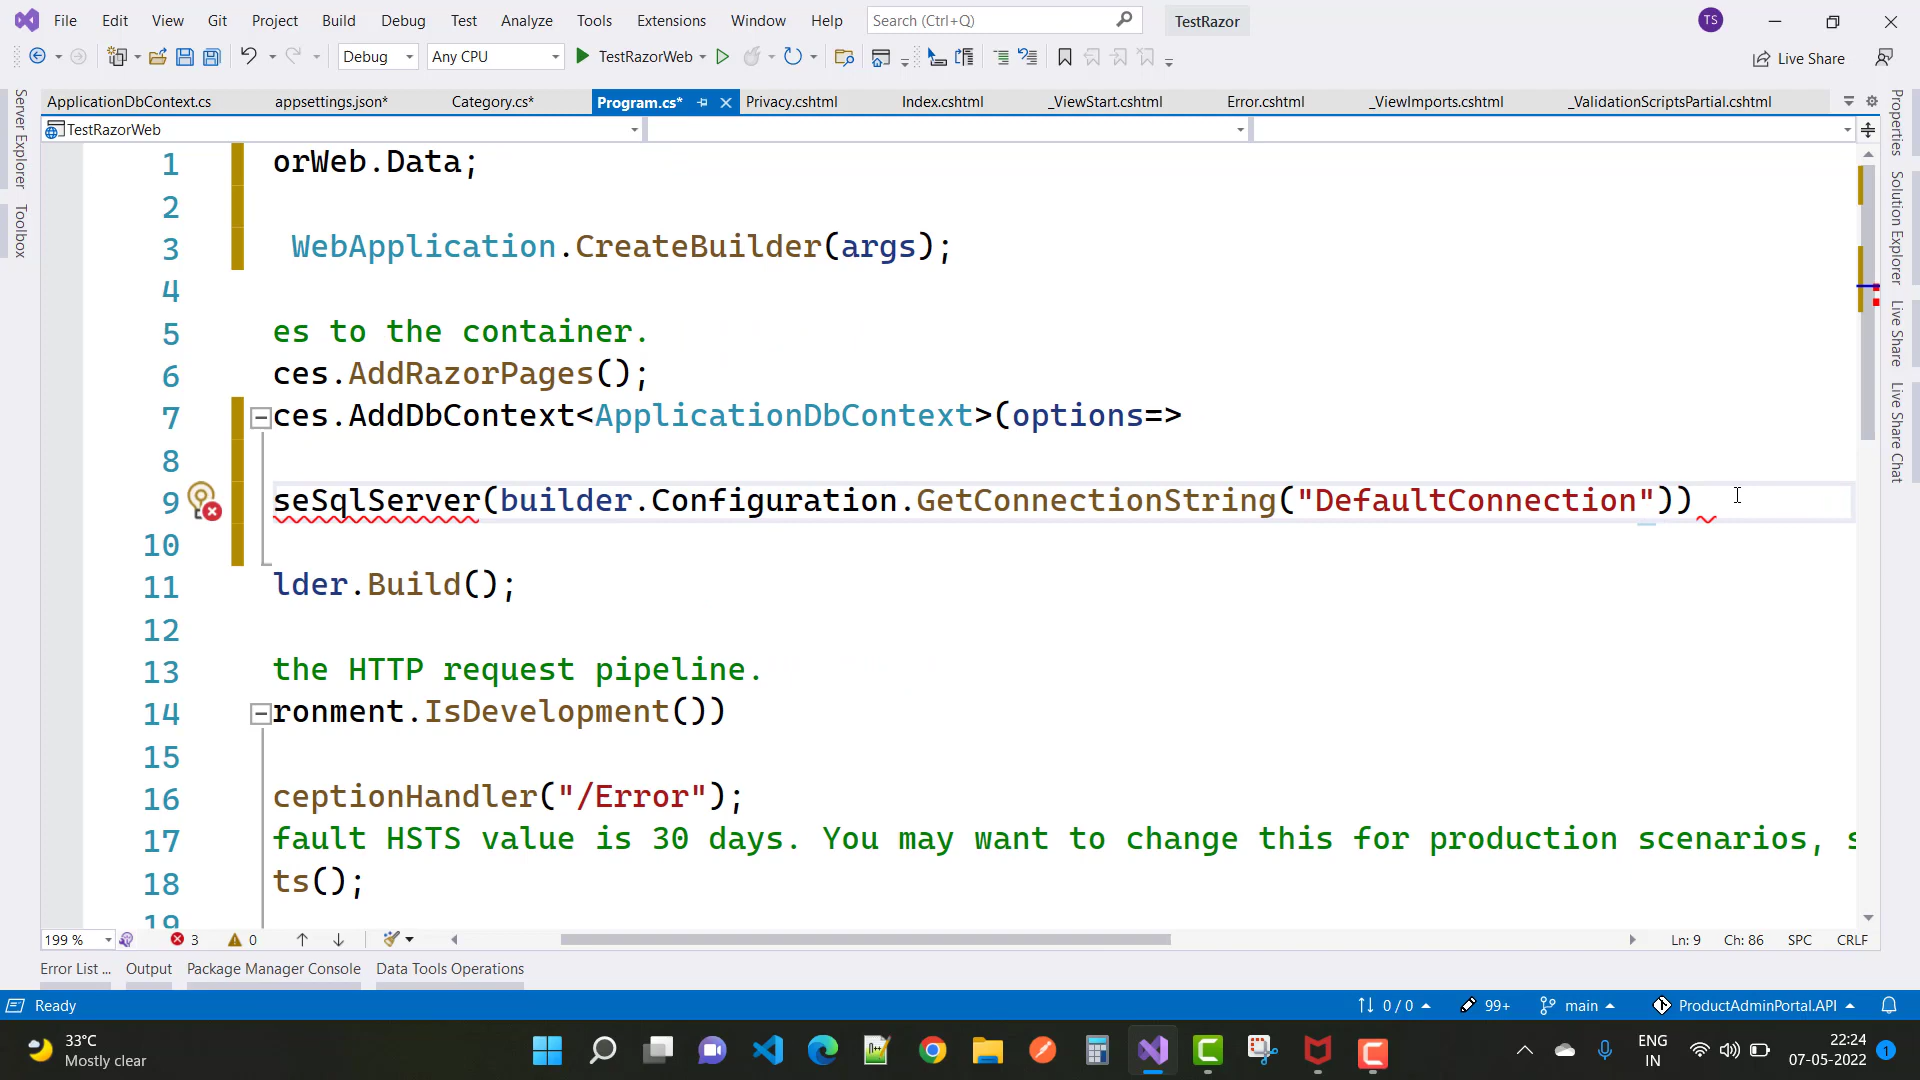 File Edit View Git Project Build Debug Test Analyze Tools Extensions Window Help Search (Ctrl+Q) TestRazor TS
Debug Any CPU TestRazorWeb Live Share
ApplicationDbContext.cs appsettings.json* Category.cs* Program.cs* Privacy.cshtml Index.cshtml _ViewStart.cshtml Error.cshtml _ViewImports.cshtml _ValidationScriptsPartial.cshtml
TestRazorWeb
Server Explorer
Toolbox
1 orWeb.Data;
2
3 WebApplication.CreateBuilder(args);
4
5 es to the container.
6 ces.AddRazorPages();
7 ces.AddDbContext<ApplicationDbContext>(options=>
8
9 seSqlServer(builder.Configuration.GetConnectionString("DefaultConnection"))
10
11 lder.Build();
12
13 the HTTP request pipeline.
14 ronment.IsDevelopment())
15
16 ceptionHandler("/Error");
17 fault HSTS value is 30 days. You may want to change this for production scenarios, s
18 ts();
19
Properties
Solution Explorer
Live Share
Live Share Chat
199 % 3 0 Ln: 9 Ch: 86 SPC CRLF
Error List ... Output Package Manager Console Data Tools Operations
Ready 0 / 0 99+ main ProductAdminPortal.API
33°C
Mostly clear
ENG
IN
22:24
07-05-2022
1